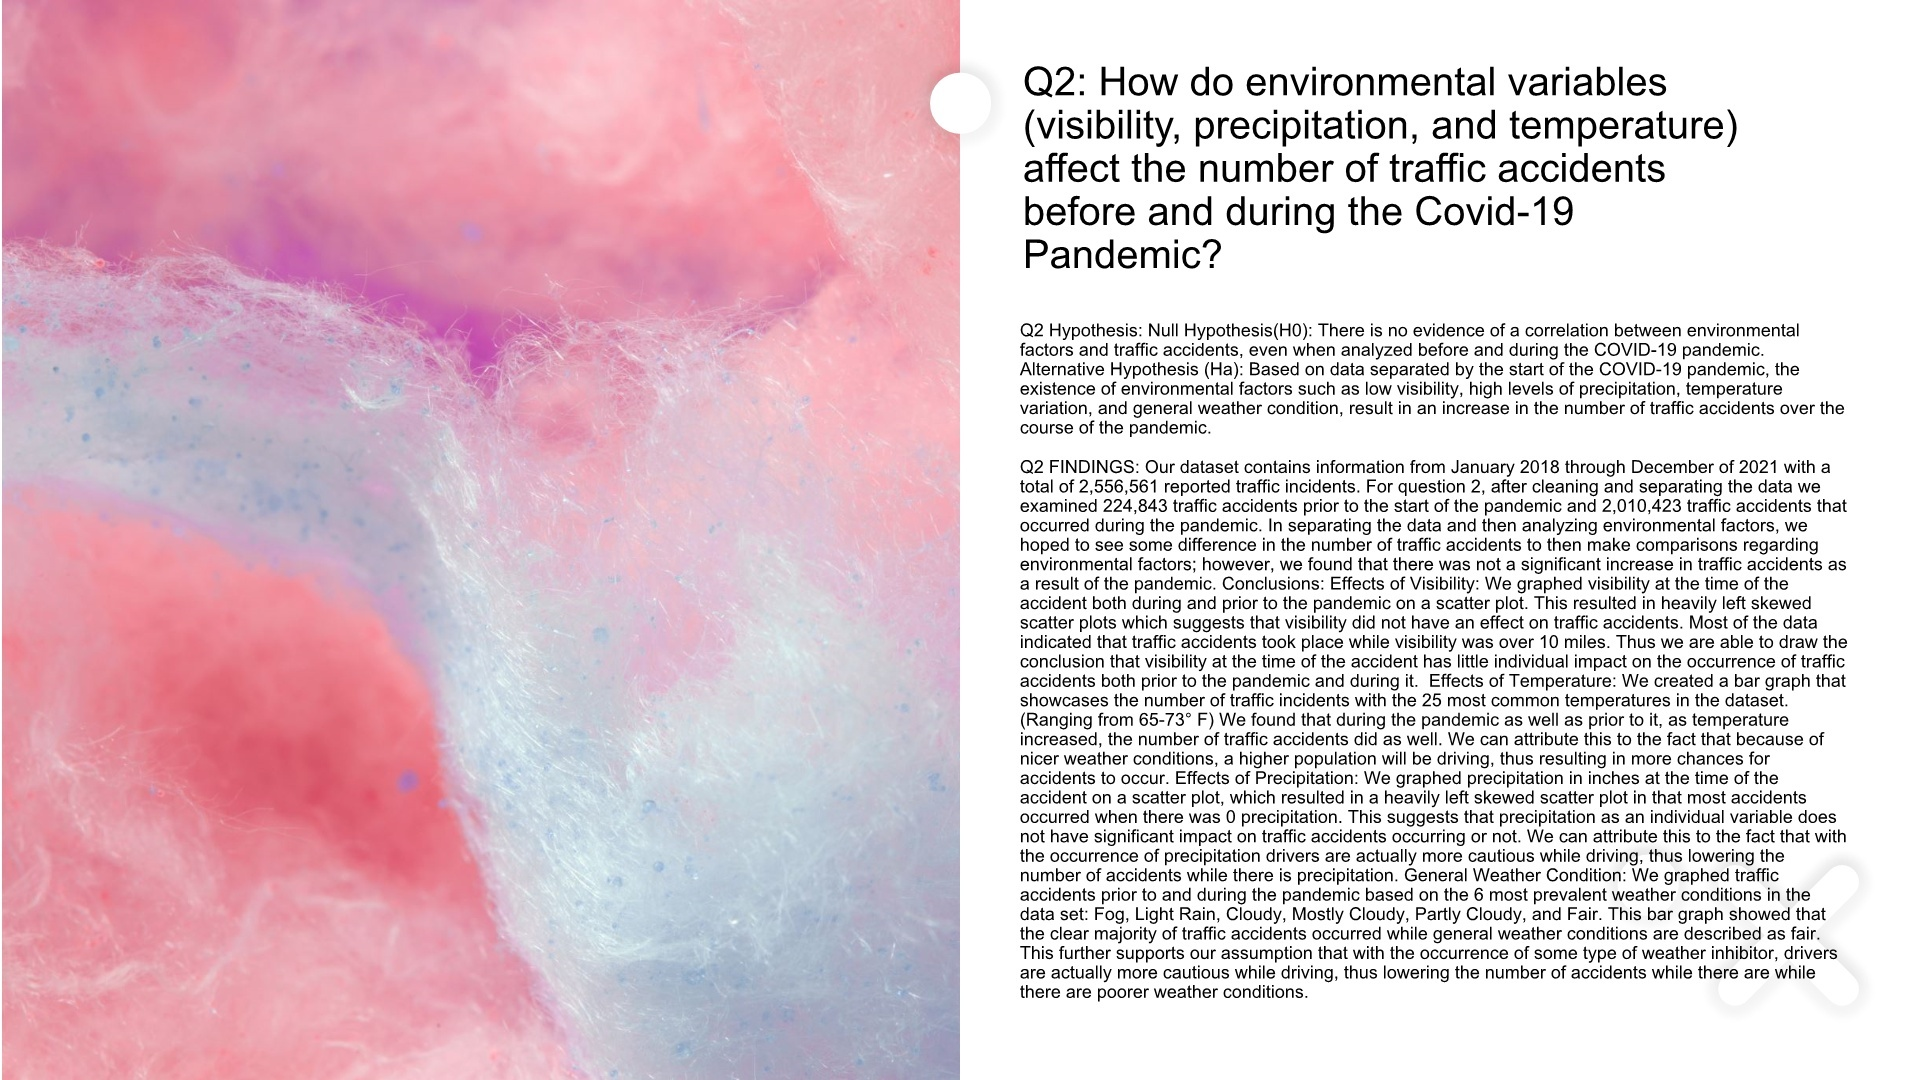 Q2: How do environmental variables
(visibility, precipitation, and temperature)
affect the number of traffic accidents
before and during the Covid-19
Pandemic?
Q2 Hypothesis: Null Hypothesis(H0): There is no evidence of a correlation between environmental
factors and traffic accidents, even when analyzed before and during the COVID-19 pandemic.
Alternative Hypothesis (Ha): Based on data separated by the start of the COVID-19 pandemic, the
existence of environmental factors such as low visibility, high levels of precipitation, temperature
variation, and general weather condition, result in an increase in the number of traffic accidents over the
course of the pandemic.
Q2 FINDINGS: Our dataset contains information from January 2018 through December of 2021 with a
total of 2,556,561 reported traffic incidents. For question 2, after cleaning and separating the data we
examined 224,843 traffic accidents prior to the start of the pandemic and 2,010,423 traffic accidents that
occurred during the pandemic. In separating the data and then analyzing environmental factors, we
hoped to see some difference in the number of traffic accidents to then make comparisons regarding
environmental factors; however, we found that there was not a significant increase in traffic accidents as
a result of the pandemic. Conclusions: Effects of Visibility: We graphed visibility at the time of the
accident both during and prior to the pandemic on a scatter plot. This resulted in heavily left skewed
scatter plots which suggests that visibility did not have an effect on traffic accidents. Most of the data
indicated that traffic accidents took place while visibility was over 10 miles. Thus we are able to draw the
conclusion that visibility at the time of the accident has little individual impact on the occurrence of traffic
accidents both prior to the pandemic and during it.  Effects of Temperature: We created a bar graph that
showcases the number of traffic incidents with the 25 most common temperatures in the dataset.
(Ranging from 65-73° F) We found that during the pandemic as well as prior to it, as temperature
increased, the number of traffic accidents did as well. We can attribute this to the fact that because of
nicer weather conditions, a higher population will be driving, thus resulting in more chances for
accidents to occur. Effects of Precipitation: We graphed precipitation in inches at the time of the
accident on a scatter plot, which resulted in a heavily left skewed scatter plot in that most accidents
occurred when there was 0 precipitation. This suggests that precipitation as an individual variable does
not have significant impact on traffic accidents occurring or not. We can attribute this to the fact that with
the occurrence of precipitation drivers are actually more cautious while driving, thus lowering the
number of accidents while there is precipitation. General Weather Condition: We graphed traffic
accidents prior to and during the pandemic based on the 6 most prevalent weather conditions in the
data set: Fog, Light Rain, Cloudy, Mostly Cloudy, Partly Cloudy, and Fair. This bar graph showed that
the clear majority of traffic accidents occurred while general weather conditions are described as fair.
This further supports our assumption that with the occurrence of some type of weather inhibitor, drivers
are actually more cautious while driving, thus lowering the number of accidents while there are while
there are poorer weather conditions.